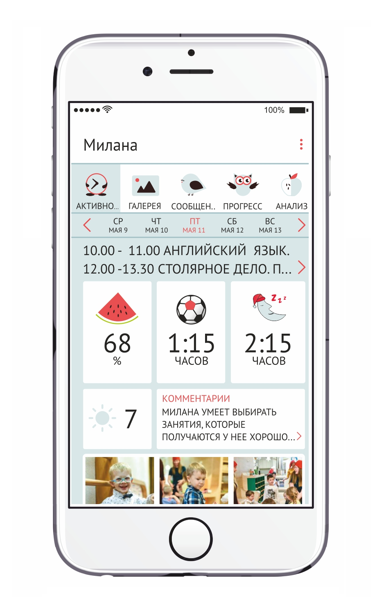 100%
Милана
АКТИВНО..
ГАЛЕРЕЯ
СООБЩЕН..
ПРОГРЕСС
АНАЛИЗ
СР
МАЯ 9
ЧТ
МАЯ 10
ПТ
МАЯ 11
СБ
МАЯ 12
ВС
МАЯ 13
10.00 - 11.00 АНГЛИЙСКИЙ ЯЗЫК.
12.00 -13.30 СТОЛЯРНОЕ ДЕЛО. П...
68
%
1:15
ЧАСОВ
Z z z
2:15
ЧАСОВ
7
КОММЕНТАРИИ
МИЛАНА УМЕЕТ ВЫБИРАТЬ
ЗАНЯТИЯ, КОТОРЫЕ
ПОЛУЧАЮТСЯ У НЕЕ ХОРОШО...